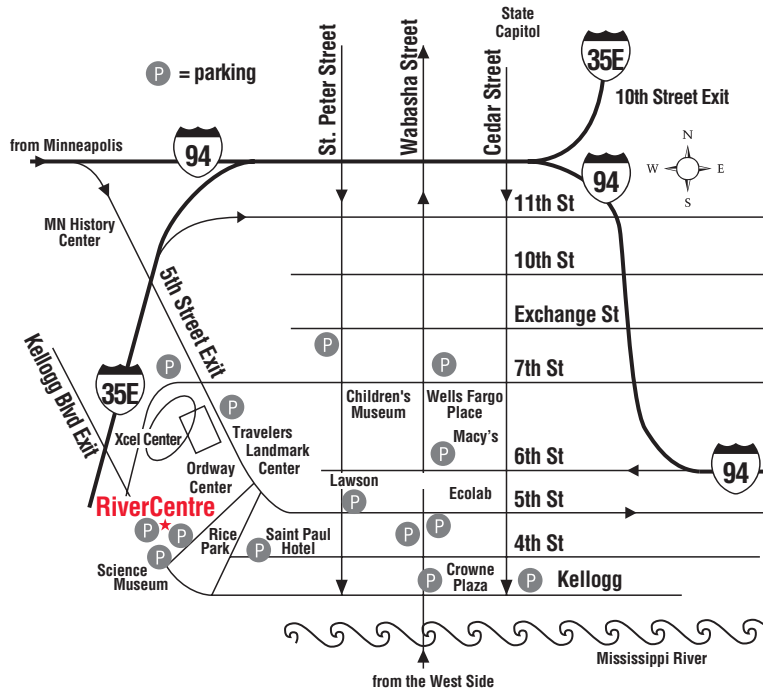 State
Capitol
St. Peter Street
Wabasha Street
Cedar Street
35E
P = parking
10th Street Exit
from Minneapolis
94
94
N
W E
S
11th St
MN History
Center
10th St
5th Street Exit
Exchange St
P
Kellogg Blvd Exit
P
P
7th St
35E
Children's
Museum
Wells Fargo
Place
P
Xcel Center
Travelers
Landmark
Center
Macy's
P
6th St
94
Ordway
Center
Lawson
P
Ecolab
5th St
RiverCentre
P
P
Rice
Park
Saint Paul
Hotel
P
P
P
4th St
P
Science
Museum
P
Crowne
Plaza
P
Kellogg
Mississippi River
from the West Side